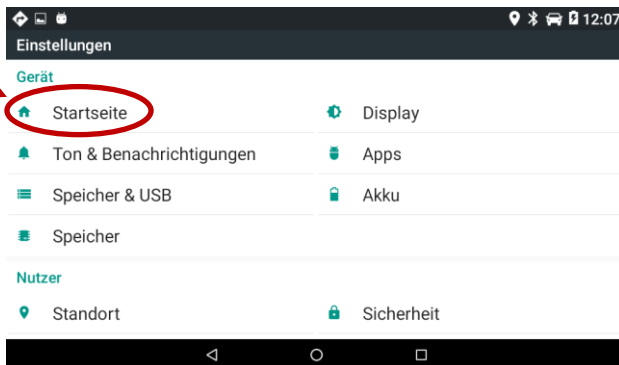 12:07
Einstellungen
Gerät
Startseite Display
Ton & Benachrichtigungen Apps
Speicher & USB Akku
Speicher
Nutzer
Standort Sicherheit